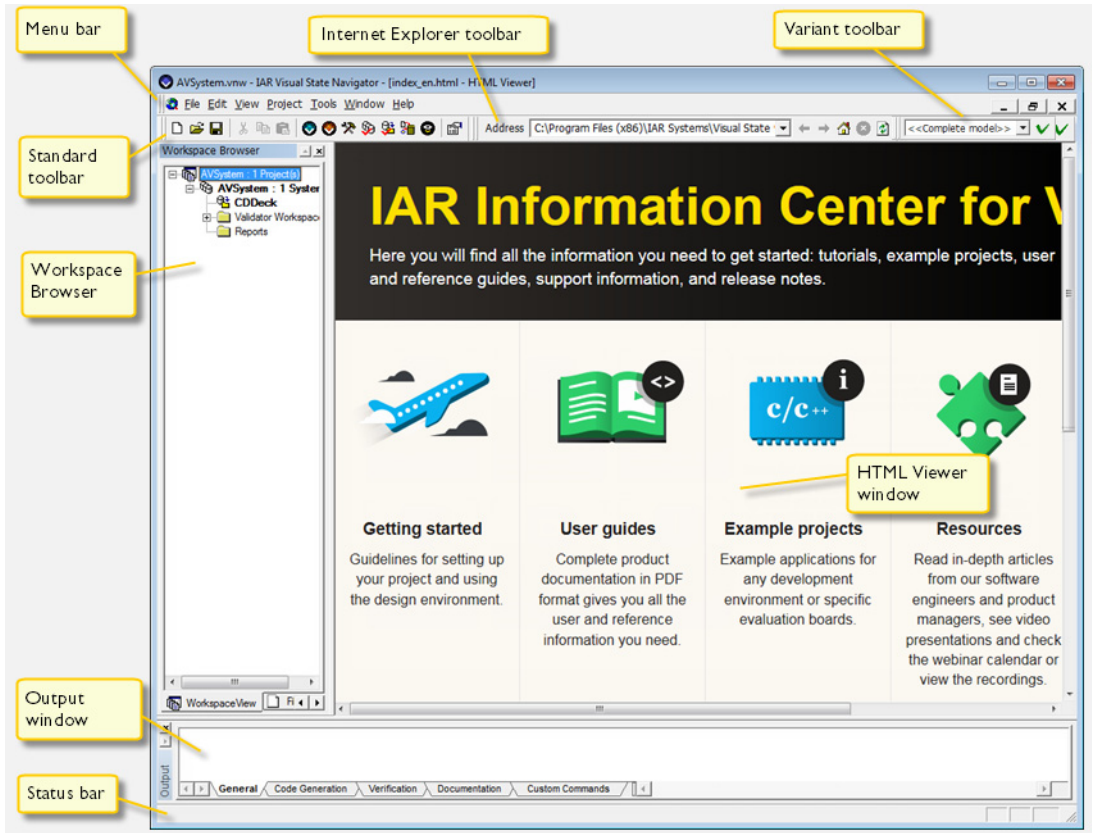 Menu bar
Internet Explorer toolbar
Variant toolbar
AVSystem.vnw - IAR Visual State Navigator - [index_en.html - HTML Viewer]
File Edit View Project Tools Window Help
Address C:\Program Files (x86)\IAR Systems\Visual State
<<Complete model>>
Standard
toolbar
Workspace Browser
AVSystem : 1 Project(s)
AVSystem : 1 System
CDDeck
Validator Workspac
Reports
Workspace
Browser
IAR Information Center for V
Here you will find all the information you need to get started: tutorials, example projects, user
and reference guides, support information, and release notes.
<>
i
c/c++
HTML Viewer
window
Getting started
Guidelines for setting up
your project and using
the design environment.
User guides
Complete product
documentation in PDF
format gives you all the
user and reference
information you need.
Example projects
Example applications for
any development
environment or specific
evaluation boards.
Resources
Read in-depth articles
from our software
engineers and product
managers, see video
presentations and check
the webinar calendar or
view the recordings.
WorkspaceView Fi
Output
window
Output
General Code Generation Verification Documentation Custom Commands
Status bar